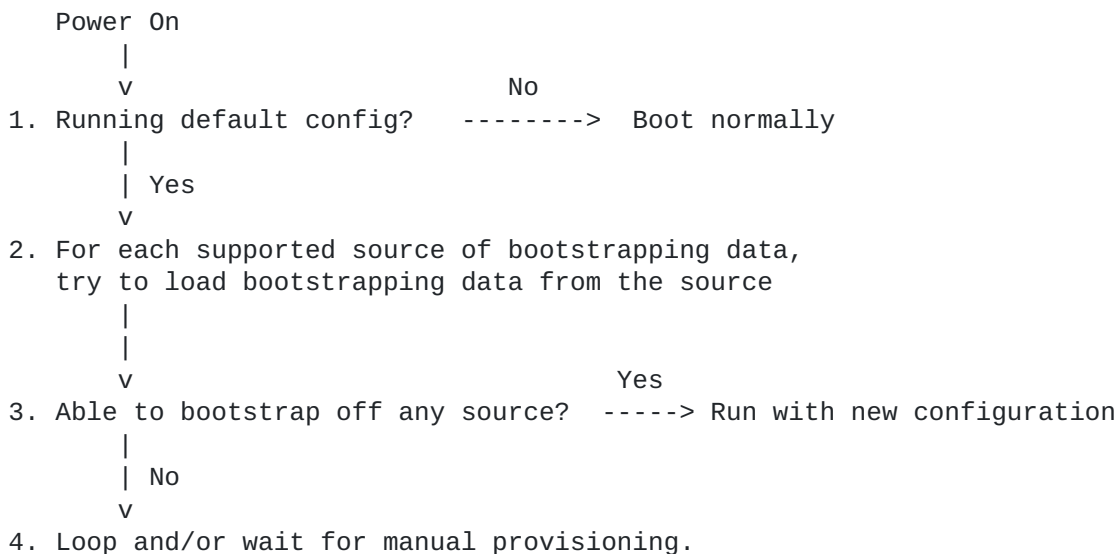 Power On
|
v                        No
1. Running default config?   -------->  Boot normally
|
| Yes
v
2. For each supported source of bootstrapping data,
try to load bootstrapping data from the source
|
|
v                               Yes
3. Able to bootstrap off any source?  -----> Run with new configuration
|
| No
v
4. Loop and/or wait for manual provisioning.